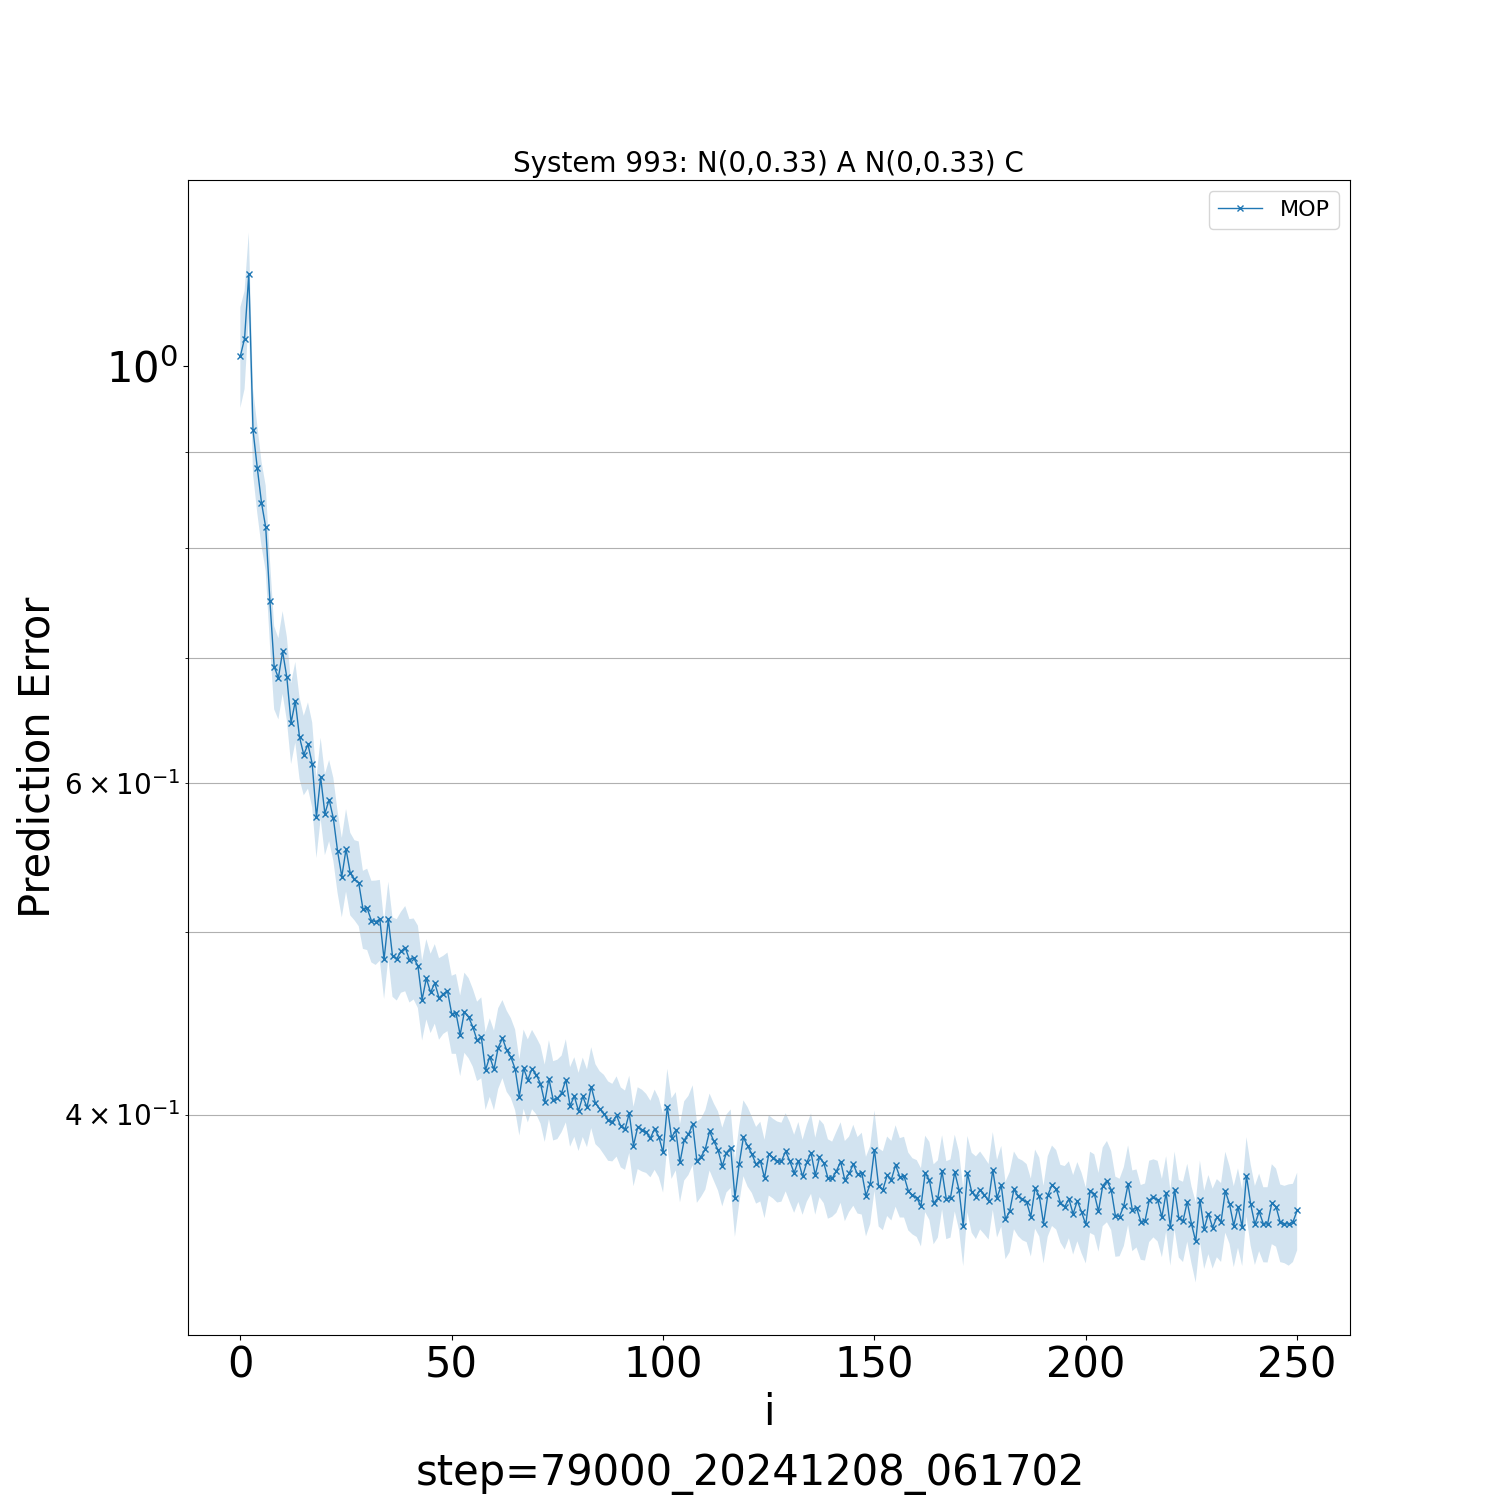 System 993: N(0,0.33) A N(0,0.33) C
MOP
Prediction Error
10⁰
6 × 10⁻¹
4 × 10⁻¹
0 50 100 150 200 250
i
step=79000_20241208_061702